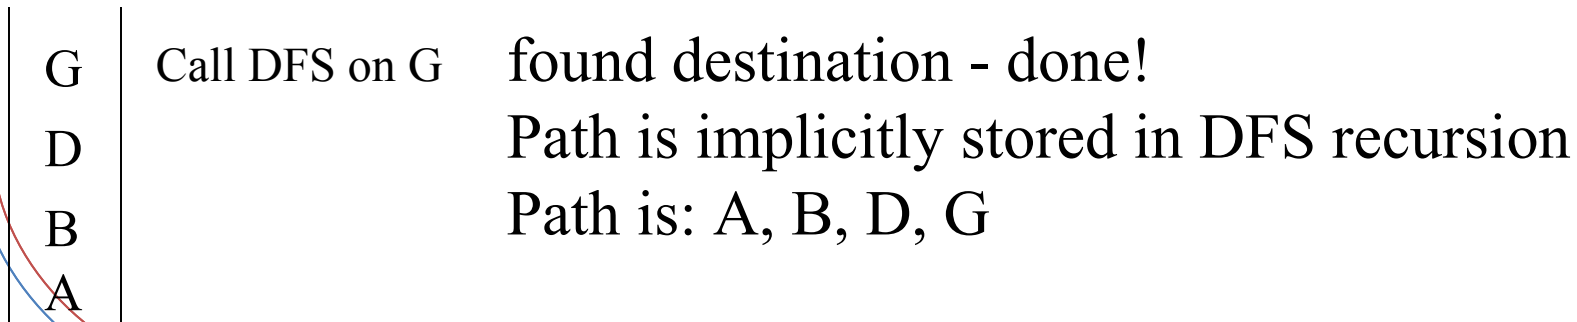 G
Call DFS on G
found destination - done!
D
Path is implicitly stored in DFS recursion
B
Path is: A, B, D, G
A